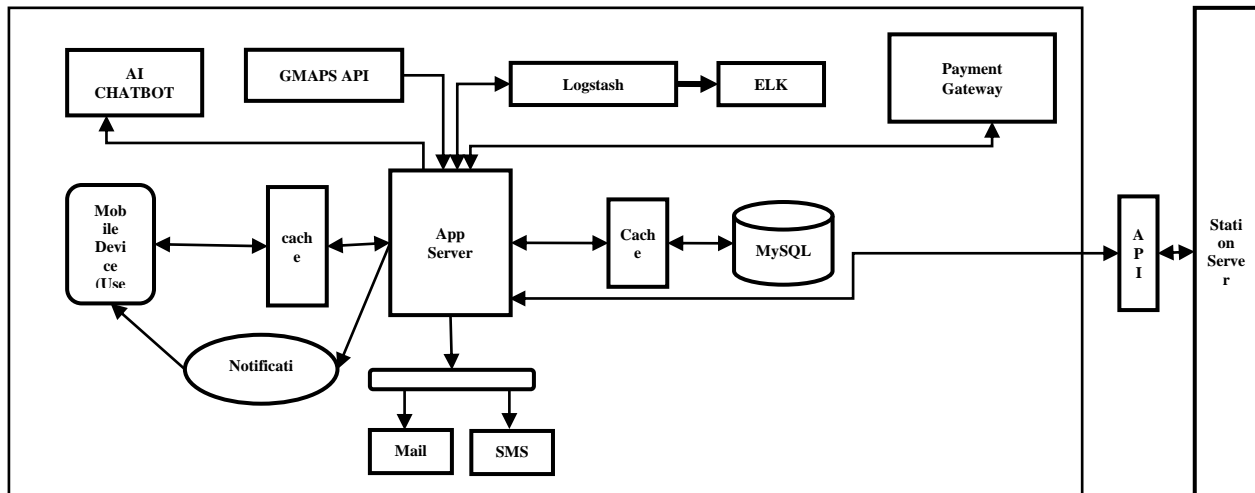 AI
CHATBOT
GMAPS API
Logstash
ELK
Payment
Gateway
Mob
ile
Devi
ce
(Use
cach
e
App
Server
Cach
e
MySQL
A
P
I
Stati
on
Serve
r
Notificati
Mail
SMS